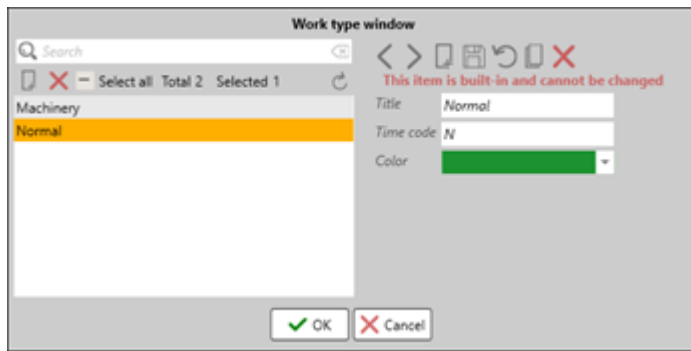 Work type window
Search
Select all Total 2 Selected 1
Machinery
Normal
This item is built-in and cannot be changed
Title Normal
Time code N
Color
OK Cancel